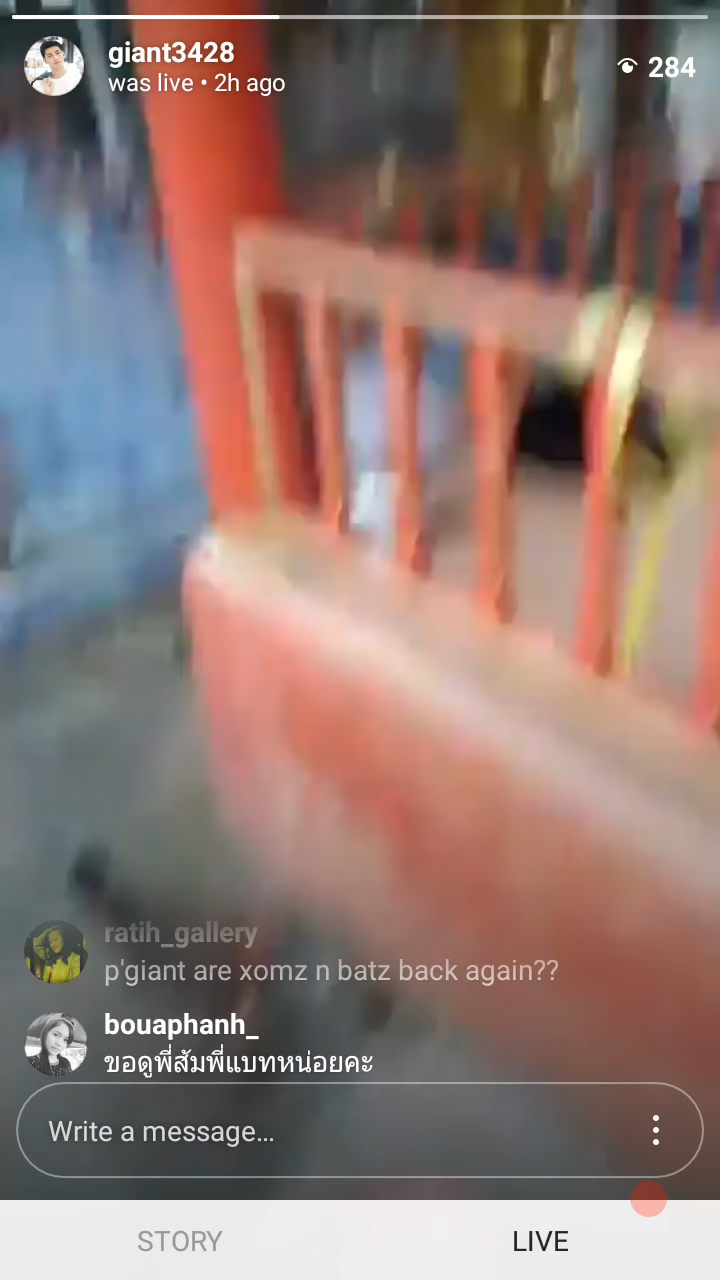 giant3428
was live • 2h ago
284
ratih_gallery
p'giant are xomz n batz back again??
bouaphanh_
ขอดูพี่ส้มพี่แบทหน่อยคะ
Write a message...
STORY
LIVE